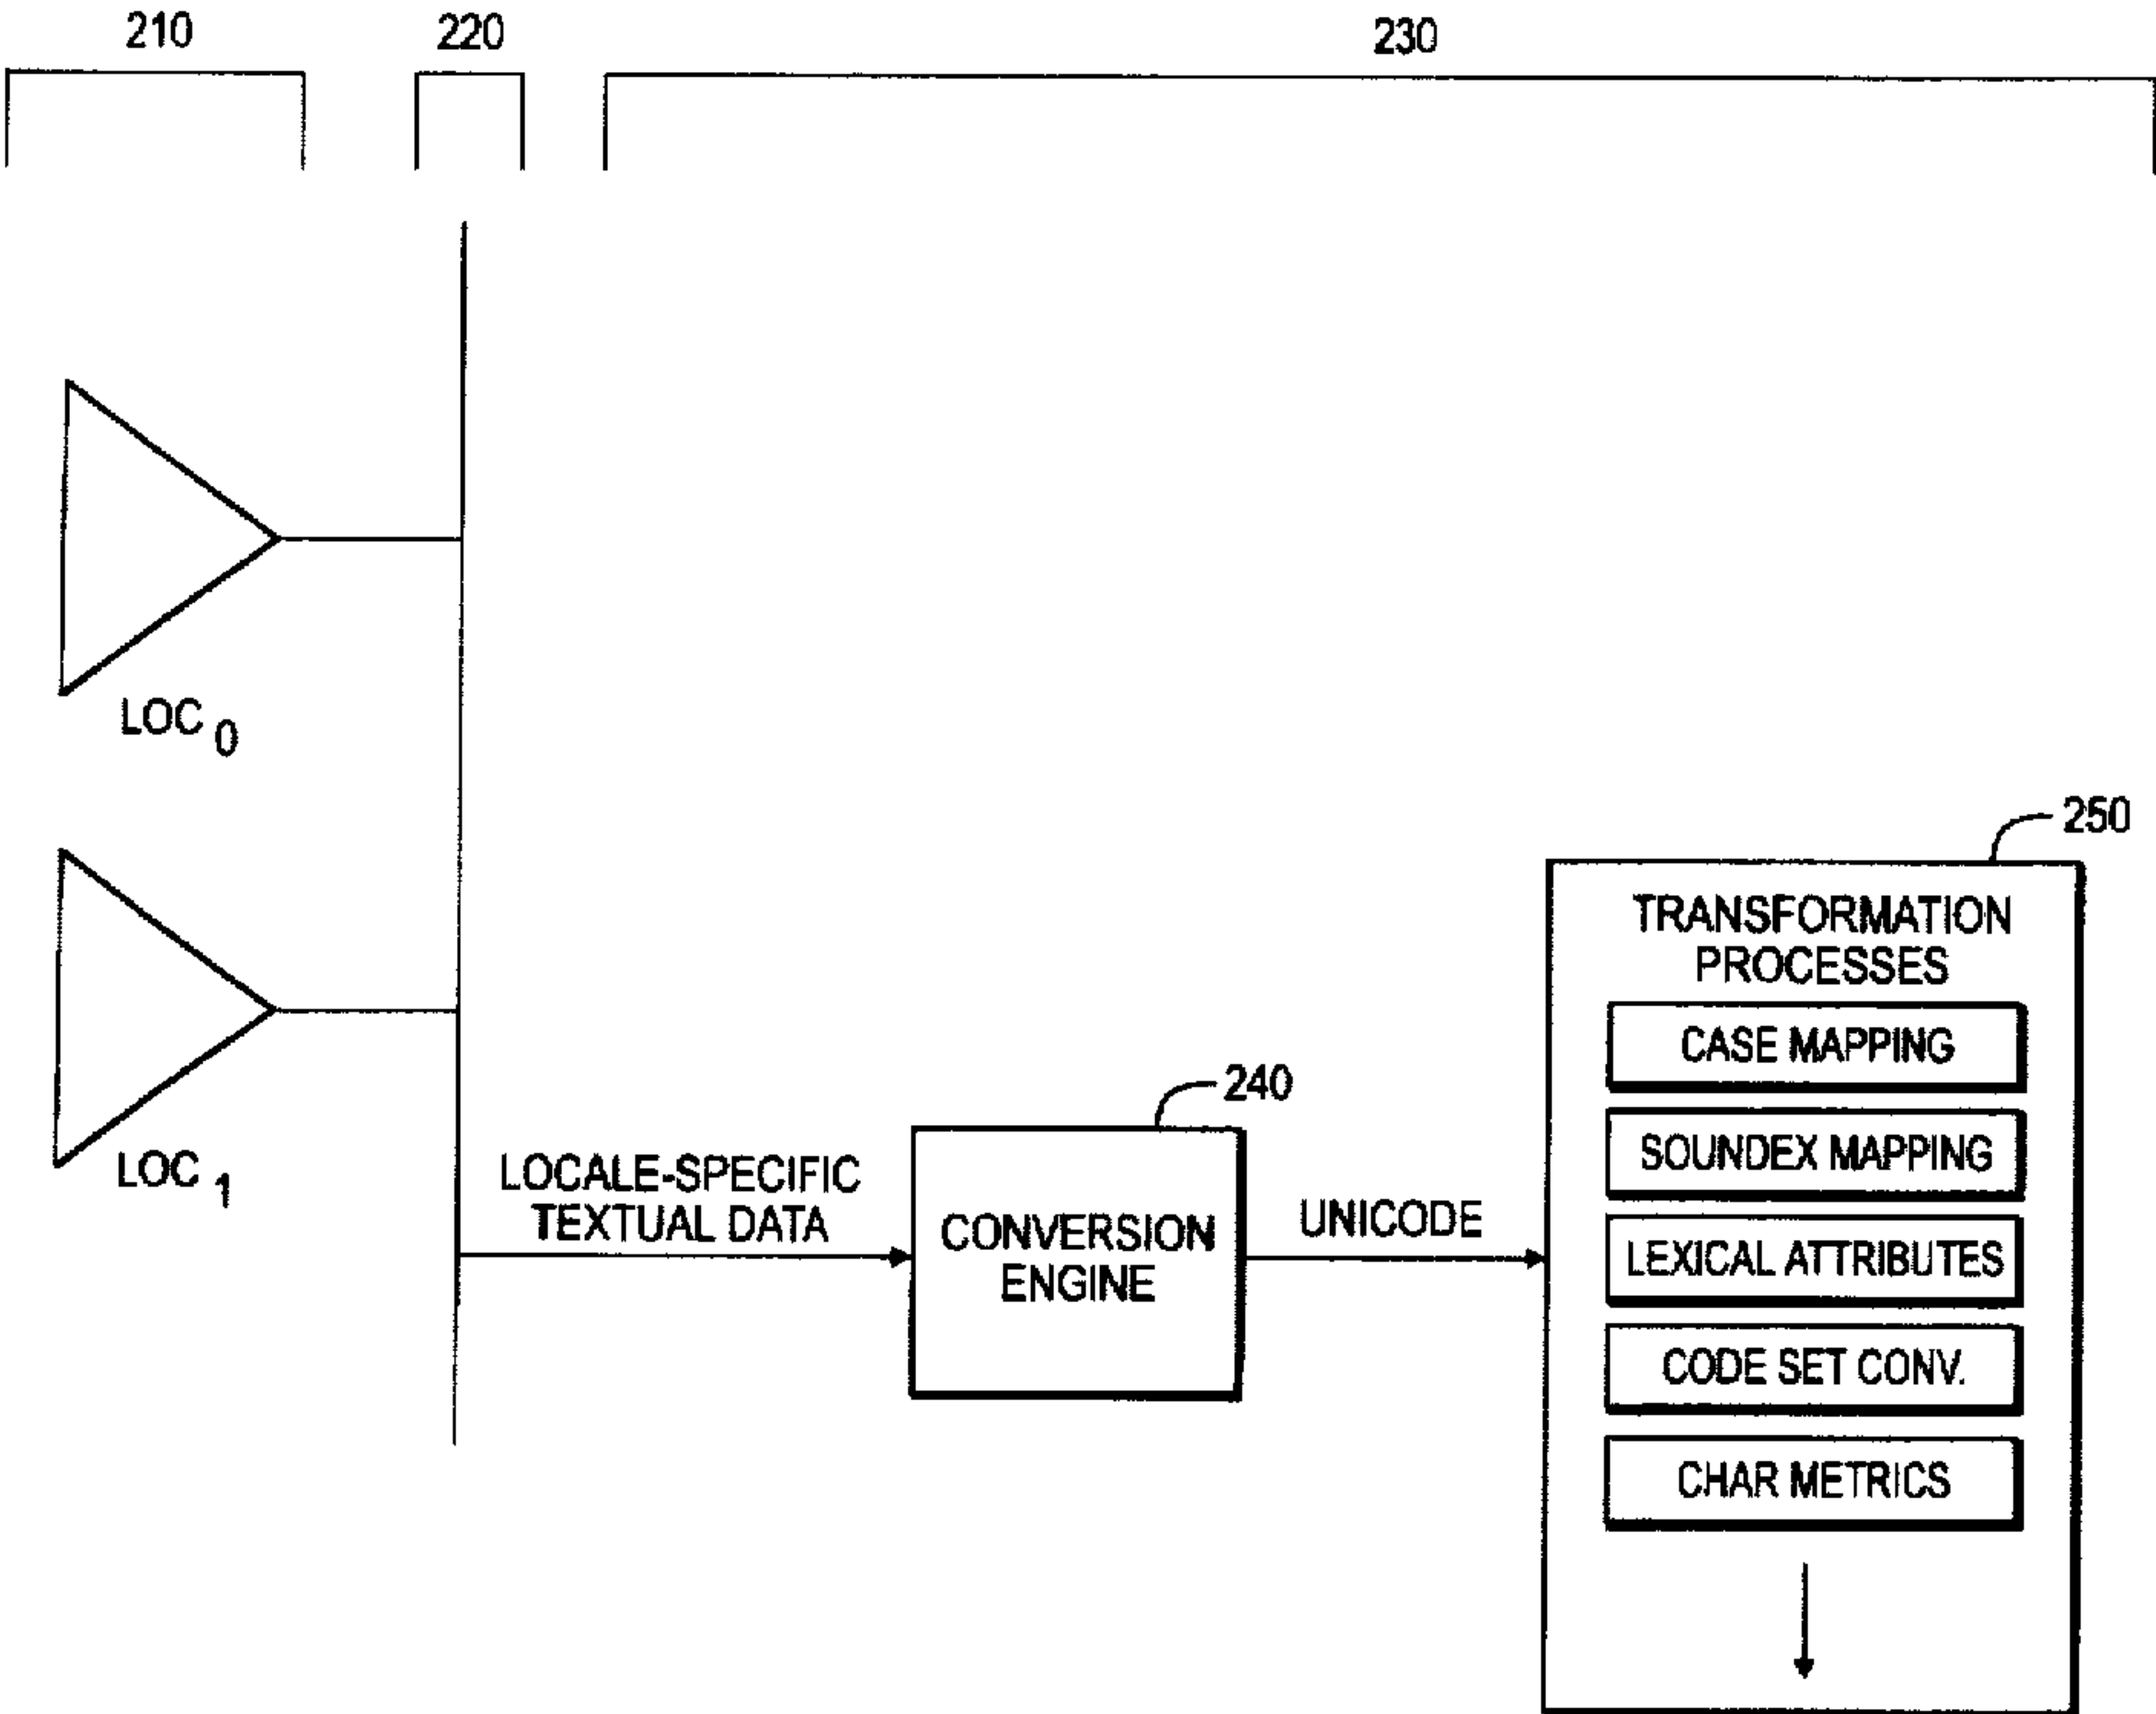 210
220
230
LOC 0
250
TRANSFORMATION
PROCESSES
CASE MAPPING
SOUNDEX MAPPING
LEXICAL ATTRIBUTES
CODE SET CONV.
CHAR METRICS
LOC 1
240
LOCALE-SPECIFIC
TEXTUAL DATA
CONVERSION
ENGINE
UNICODE